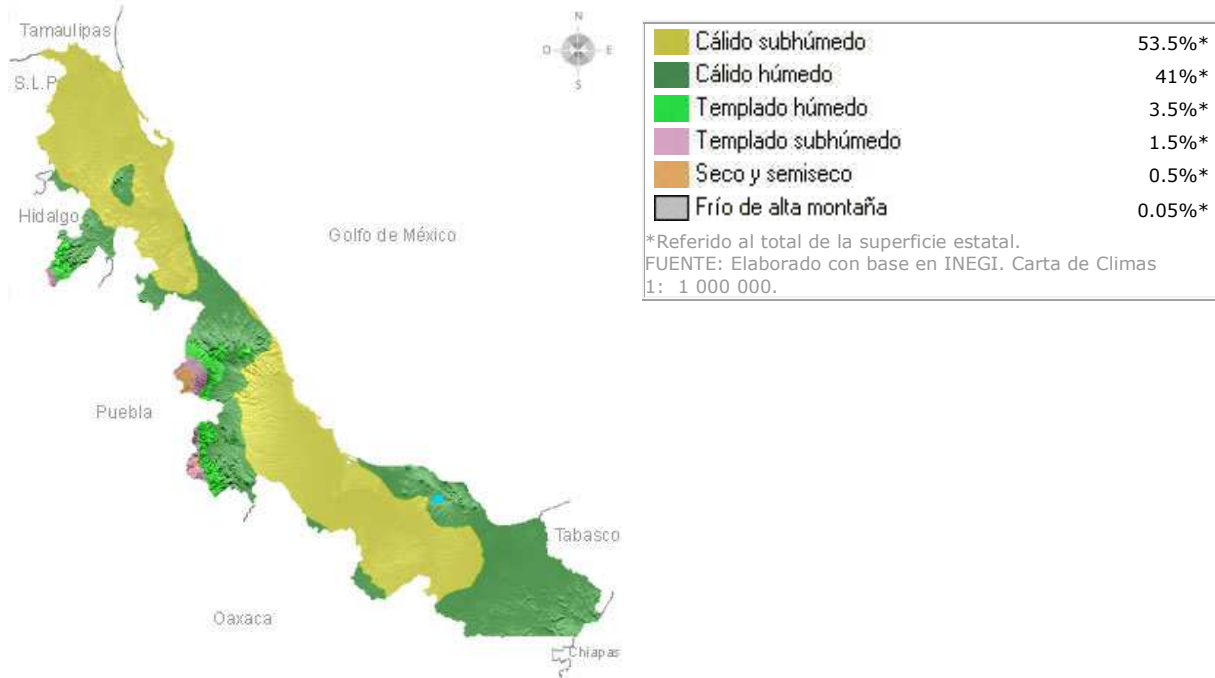 Tamaulipas
S.L.P
Hidalgo
Golfo de México
Puebla
Oaxaca
Tabasco
Chiapas
N
O
E
S
Cálido subhúmedo 53.5%*
Cálido húmedo 41%*
Templado húmedo 3.5%*
Templado subhúmedo 1.5%*
Seco y semiseco 0.5%*
Frío de alta montaña 0.05%*
*Referido al total de la superficie estatal.
FUENTE: Elaborado con base en INEGI. Carta de Climas
1: 1 000 000.